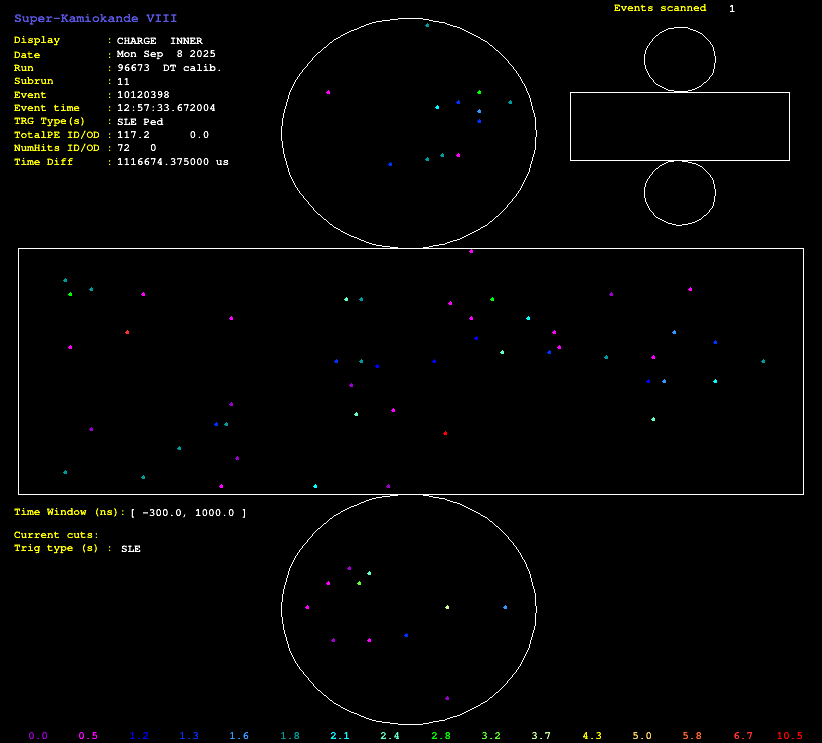 Super-Kamiokande VIII
Events scanned 1
Display : CHARGE INNER
Date : Mon Sep 8 2025
Run : 96673 DT calib.
Subrun : 11
Event : 10120398
Event time : 12:57:33.672004
TRG Type(s) : SLE Ped
TotalPE ID/OD : 117.2 0.0
NumHits ID/OD : 72 0
Time Diff : 1116674.375000 us
Time Window (ns): [ -300.0, 1000.0 ]
Current cuts:
Trig type (s) : SLE
0.0 0.5 1.2 1.3 1.6 1.8 2.1 2.4 2.8 3.2 3.7 4.3 5.0 5.8 6.7 10.5